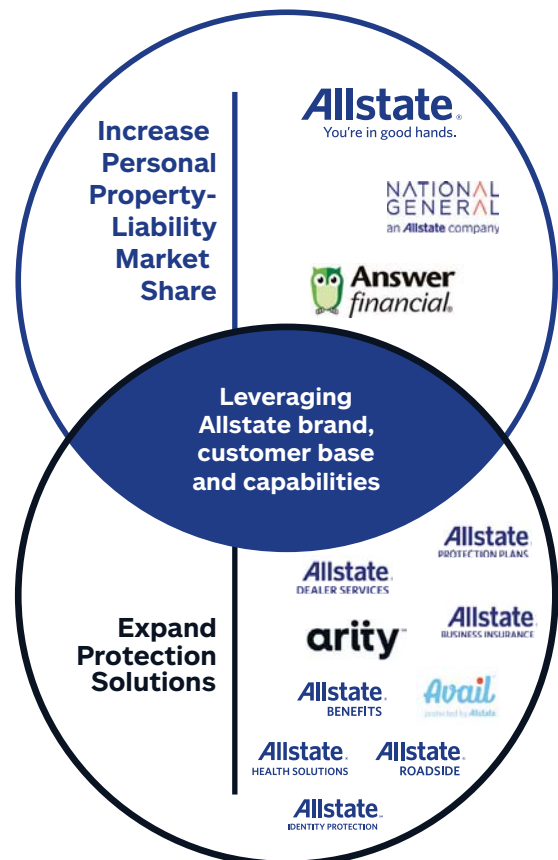 Increase
Personal
Property-
Liability
Market
Share
Allstate®
You're in good hands.
NATIONAL
GENERAL
an Allstate company
Answer
financial®
Leveraging
Allstate brand,
customer base
and capabilities
Expand
Protection
Solutions
Allstate
PROTECTION PLANS
Allstate
DEALER SERVICES
arity™
Allstate
BUSINESS INSURANCE
Allstate
BENEFITS
Avail
protected by Allstate
Allstate
HEALTH SOLUTIONS
Allstate
ROADSIDE
Allstate
IDENTITY PROTECTION